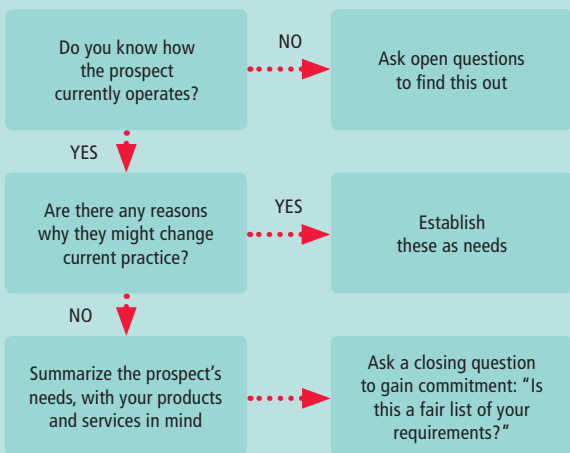 Do you know how
the prospect
currently operates?
NO
Ask open questions
to find this out
YES
Are there any reasons
why they might change
current practice?
YES
Establish
these as needs
NO
Summarize the prospect’s
needs, with your products
and services in mind
Ask a closing question
to gain commitment: “Is
this a fair list of your
requirements?”